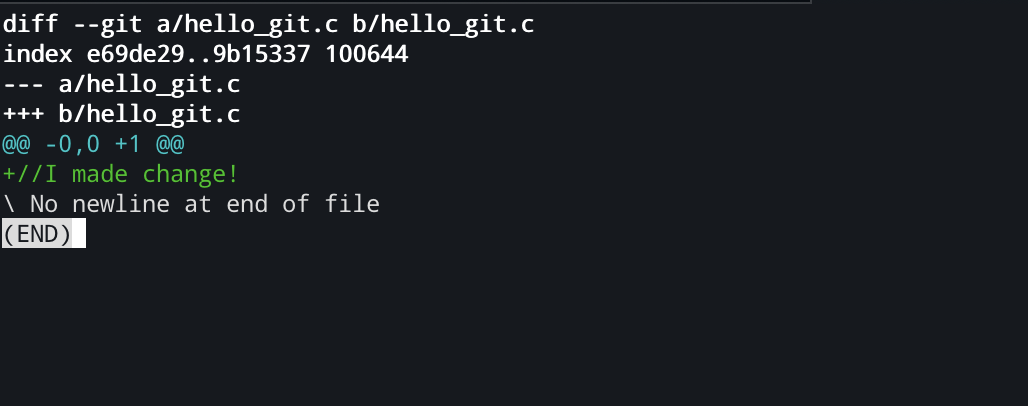 diff --git a/hello_git.c b/hello_git.c
index e69de29..9b15337 100644
--- a/hello_git.c
+++ b/hello_git.c
@@ -0,0 +1 @@
+//I made change!
\ No newline at end of file
(END)